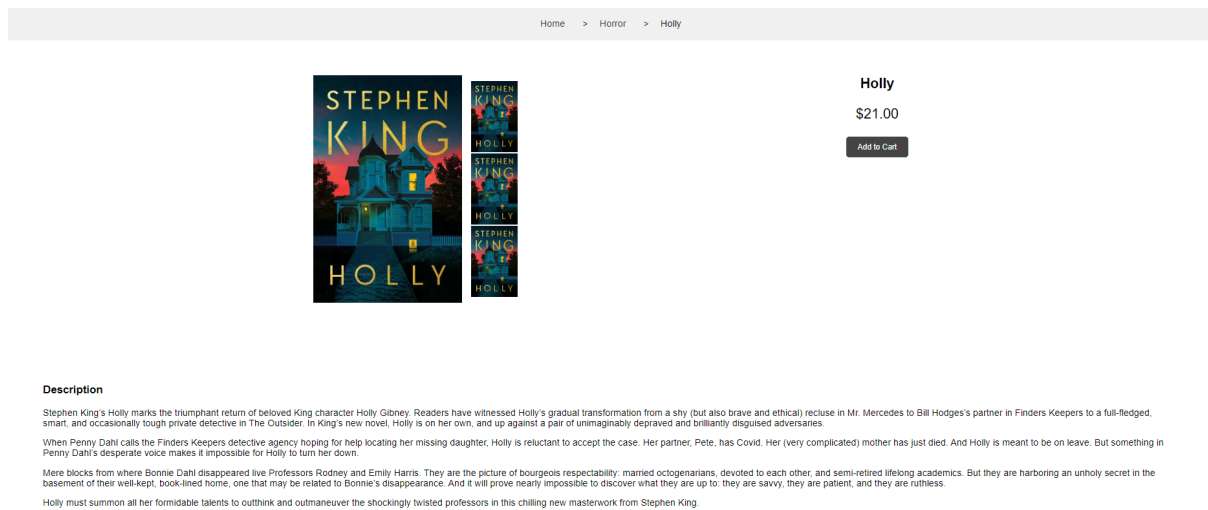 Home > Horror > Holly
STEPHEN
KING
HOLLY
STEPHEN
KING
HOLLY
STEPHEN
KING
HOLLY
STEPHEN
KING
HOLLY
Holly
$21.00
Add to Cart
Description
Stephen King's Holly marks the triumphant return of beloved King character Holly Gibney. Readers have witnessed Holly's gradual transformation from a shy (but also brave and ethical) recluse in Mr. Mercedes to Bill Hodges's partner in Finders Keepers to a full-fledged,
smart, and occasionally tough private detective in The Outsider. In King's new novel, Holly is on her own, and up against a pair of unimaginably depraved and brilliantly disguised adversaries.
When Penny Dahl calls the Finders Keepers detective agency hoping for help locating her missing daughter, Holly is reluctant to accept the case. Her partner, Pete, has Covid. Her (very complicated) mother has just died. And Holly is meant to be on leave. But something in
Penny Dahl's desperate voice makes it impossible for Holly to turn her down.
Mere blocks from where Bonnie Dahl disappeared live Professors Rodney and Emily Harris. They are the picture of bourgeois respectability: married octogenarians, devoted to each other, and semi-retired lifelong academics. But they are harboring an unholy secret in the
basement of their well-kept, book-lined home, one that may be related to Bonnie's disappearance. And it will prove nearly impossible to discover what they are up to: they are savvy, they are patient, and they are ruthless.
Holly must summon all her formidable talents to outthink and outmaneuver the shockingly twisted professors in this chilling new masterwork from Stephen King.